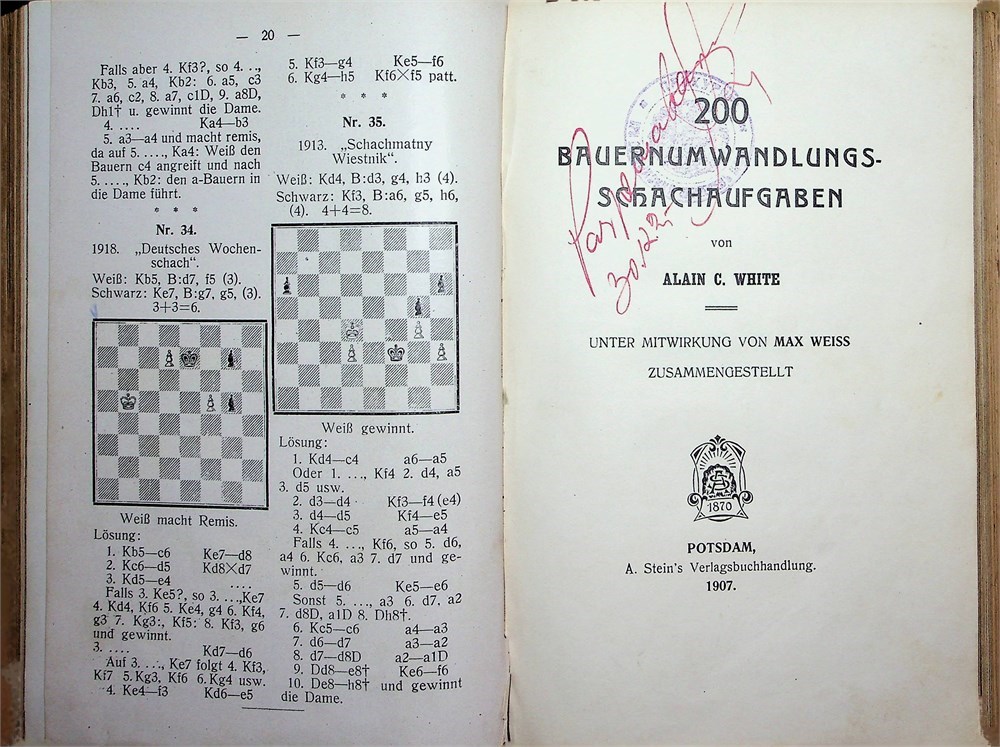 — 20 —
Falls aber 4. Kf3?, so 4. ..,
Kb3, 5. a4, Kb2: 6. a5, c3
7. a6, c2, 8. a7, c1D, 9. a8D,
Dh1† u. gewinnt die Dame.
4. .... Ka4—b3
5. a3—a4 und macht remis,
da auf 5. ...., Ka4: Weiß den
Bauern c4 angreift und nach
5. ...., Kb2: den a-Bauern in
die Dame führt.
* * *
Nr. 34.
1918. „Deutsches Wochen-
schach“.
Weiß: Kb5, B:d7, f5 (3).
Schwarz: Ke7, B:g7, g5, (3).
3+3=6.
Weiß macht Remis.
Lösung:
1. Kb5—c6 Ke7—d8
2. Kc6—d5 Kd8×d7
3. Kd5—e4 ....
Falls 3. Ke5?, so 3. ...,Ke7
4. Kd4, Kf6 5. Ke4, g4 6. Kf4,
g3 7. Kg3:, Kf5: 8. Kf3, g6
und gewinnt.
3. .... Kd7—d6
Auf 3. ..., Ke7 folgt 4. Kf3,
Kf7 5. Kg3, Kf6 6. Kg4 usw.
4. Ke4—f3 Kd6—e5
5. Kf3—g4 Ke5—f6
6. Kg4—h5 Kf6×f5 patt.
* * *
Nr. 35.
1913. „Schachmatny
Wiestnik“.
Weiß: Kd4, B:d3, g4, h3 (4).
Schwarz: Kf3, B:a6, g5, h6,
(4). 4+4=8.
Weiß gewinnt.
Lösung:
1. Kd4—c4 a6—a5
Oder 1. ..., Kf4 2. d4, a5
3. d5 usw.
2. d3—d4 Kf3—f4 (e4)
3. d4—d5 Kf4—e5
4. Kc4—c5 a5—a4
Falls 4. ..., Kf6, so 5. d6,
a4 6. Kc6, a3 7. d7 und ge-
winnt.
5. d5—d6 Ke5—e6
Sonst 5. ..., a3 6. d7, a2
7. d8D, a1D 8. Dh8†.
6. Kc5—c6 a4—a3
7. d6—d7 a3—a2
8. d7—d8D a2—a1D
9. Dd8—e8† Ke6—f6
10. De8—h8† und gewinnt
die Dame.
200
BAUERNUMWANDLUNGS-
SCHACHAUFGABEN
von
ALAIN C. WHITE
UNTER MITWIRKUNG VON MAX WEISS
ZUSAMMENGESTELLT
1870
POTSDAM,
A. Stein's Verlagsbuchhandlung.
1907.